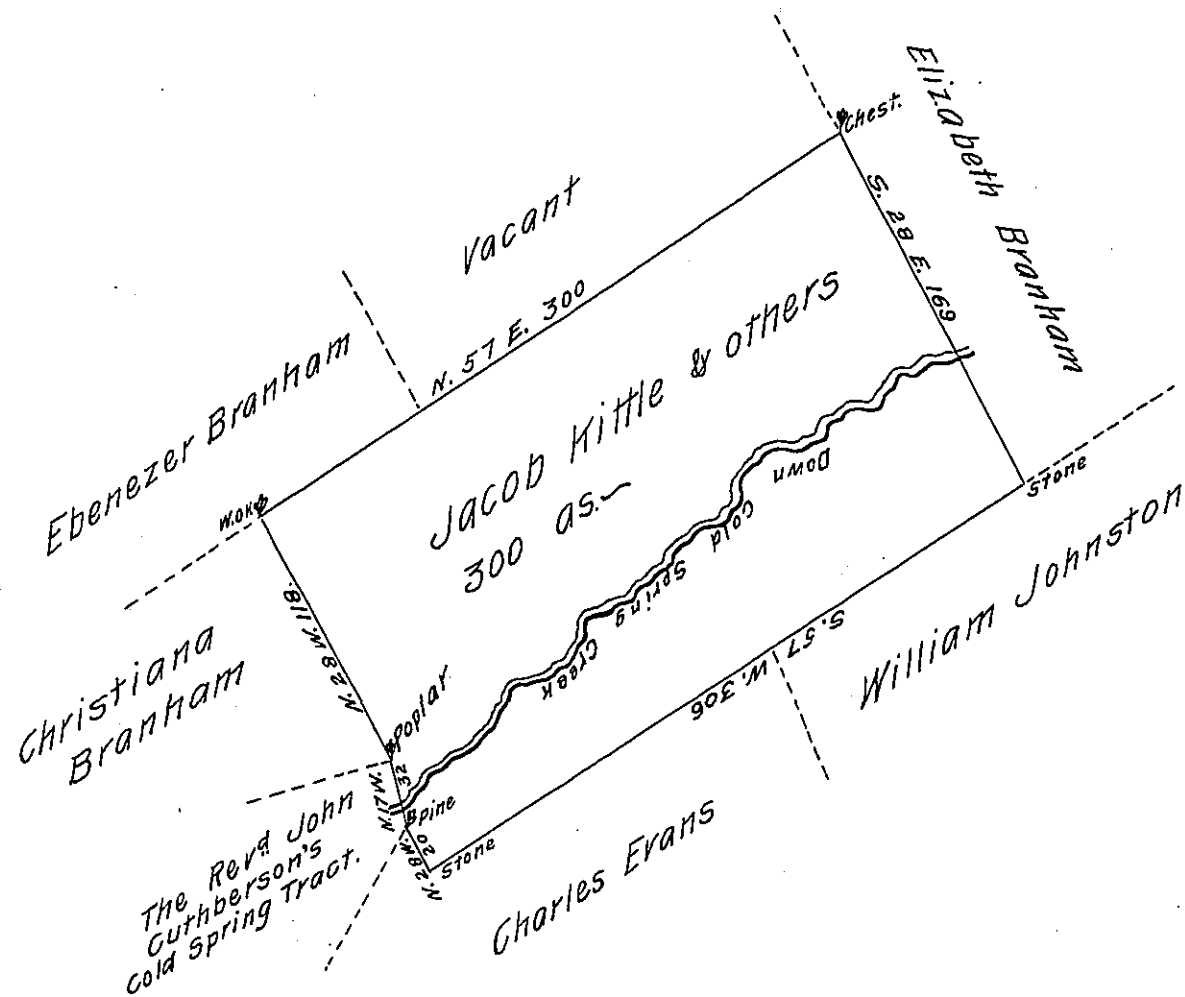 Chest.
Elizabeth Branham
S. 28 E. 169
Vacant
N. 57 E. 300
Ebenezer Branham
Jacob Kittle & others
300 as.
W.OK
Down
Cold
Spring
Creek
Stone
William Johnston
S. 57 W. 306
N. 28 W. 118.
Christiana
Branham
Poplar
N. 17 W. 32
Pine
N. 28 W. 20
Stone
The Revd John
Cuthberson's
Cold Spring Tract.
Charles Evans